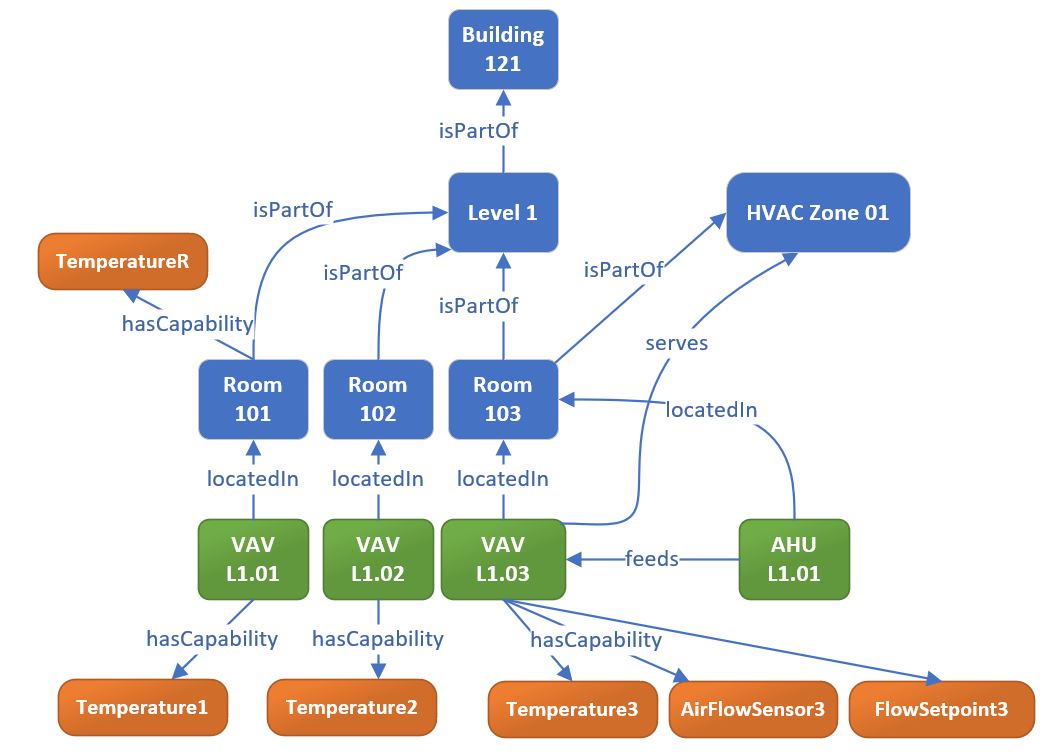 Building
121
isPartOf
isPartOf
Level 1
HVAC Zone 01
TemperatureR
isPartOf
isPartOf
isPartOf
hasCapability
serves
Room
101
Room
102
Room
103
locatedIn
locatedIn
locatedIn
locatedIn
VAV
L1.01
VAV
L1.02
VAV
L1.03
feeds
AHU
L1.01
hasCapability
hasCapability
hasCapability
Temperature1
Temperature2
Temperature3
AirFlowSensor3
FlowSetpoint3